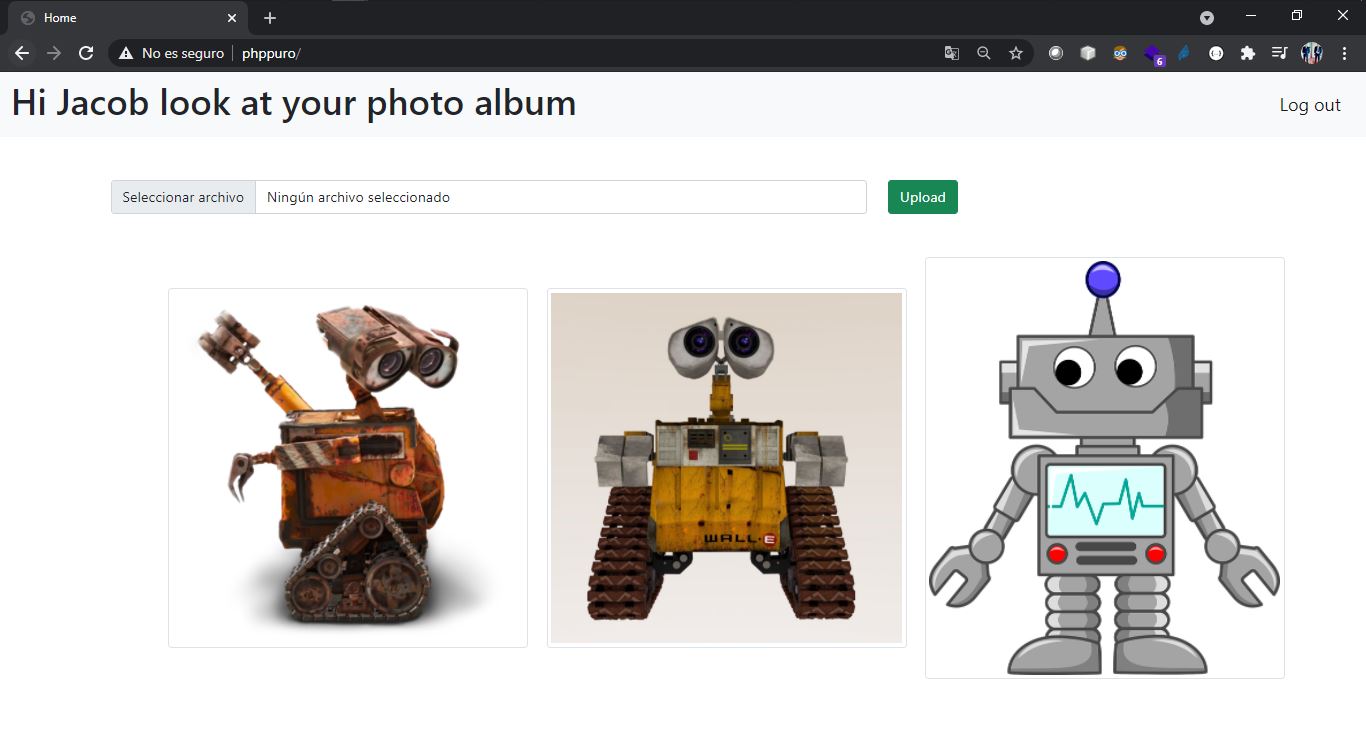 Home
No es seguro phppuro/
6
Hi Jacob look at your photo album
Log out
Seleccionar archivo Ningún archivo seleccionado Upload
WALL•E